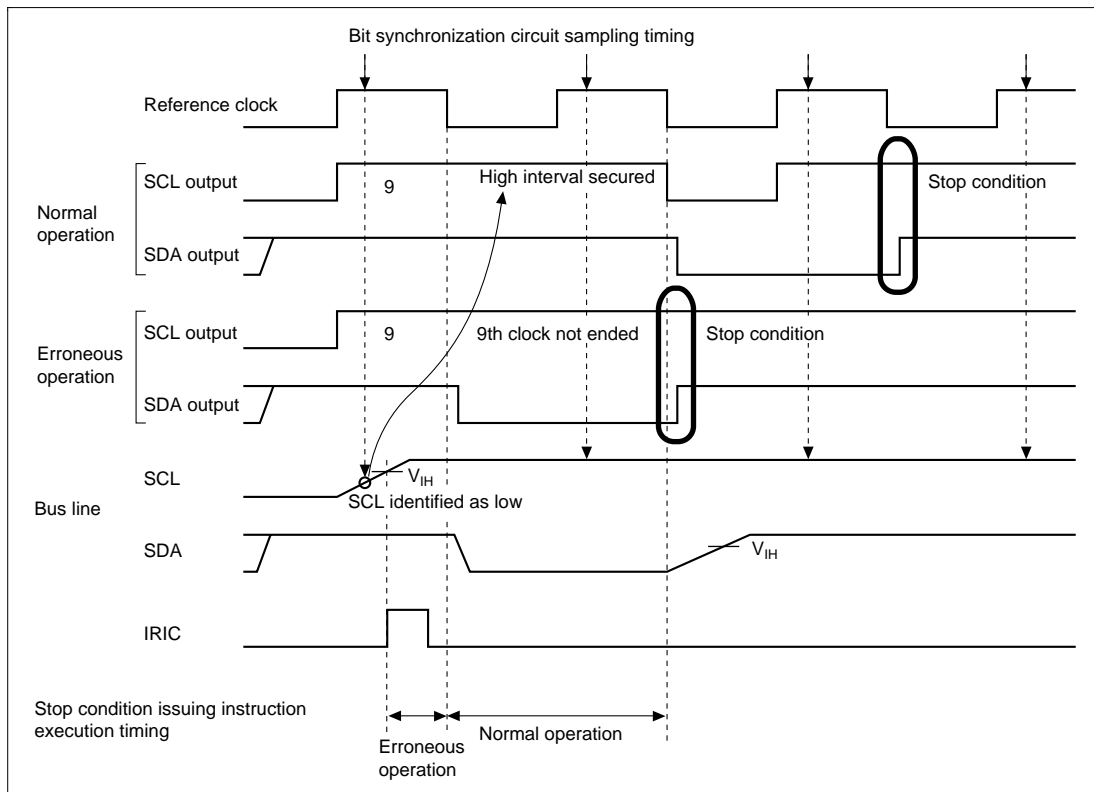 Bit synchronization circuit sampling timing
Reference clock
SCL output
9
High interval secured
Stop condition
Normal
operation
SDA output
SCL output
9
9th clock not ended
Stop condition
Erroneous
operation
SDA output
SCL
VIH
SCL identified as low
Bus line
SDA
VIH
IRIC
Stop condition issuing instruction
execution timing
Normal operation
Erroneous
operation